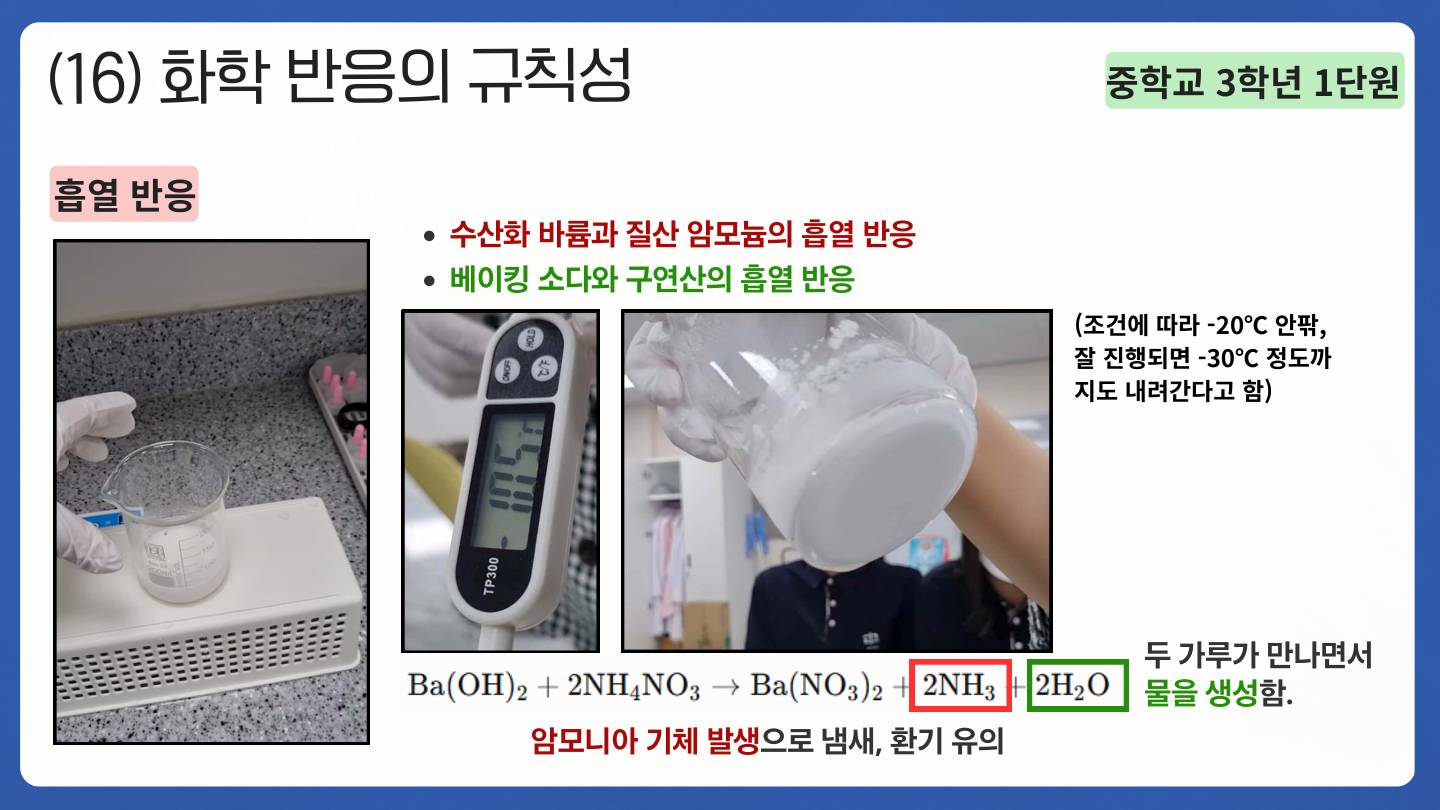 (16) 화학 반응의 규칙성
중학교 3학년 1단원
흡열 반응
• 수산화 바륨과 질산 암모늄의 흡열 반응
• 베이킹 소다와 구연산의 흡열 반응
HOLD
ON/OFF
℃/℉
TP300
(조건에 따라 -20℃ 안팎,
잘 진행되면 -30℃ 정도까
지도 내려간다고 함)
Ba(OH)₂ + 2NH₄NO₃ → Ba(NO₃)₂ + 2NH₃ + 2H₂O
두 가루가 만나면서
물을 생성함.
암모니아 기체 발생으로 냄새, 환기 유의